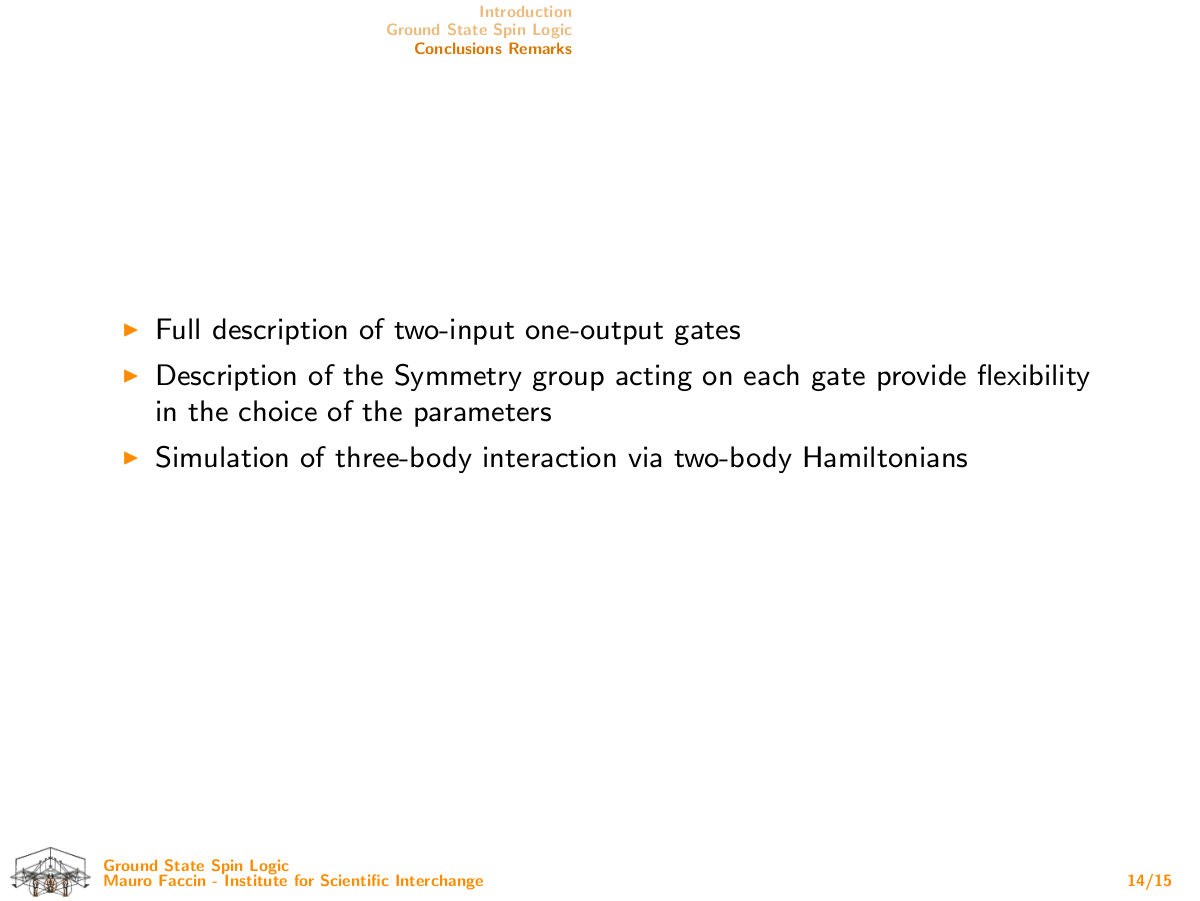 Introduction
Ground State Spin Logic
Conclusions Remarks
Full description of two-input one-output gates
Description of the Symmetry group acting on each gate provide flexibility
in the choice of the parameters
Simulation of three-body interaction via two-body Hamiltonians
Ground State Spin Logic
Mauro Faccin - Institute for Scientific Interchange
14/15